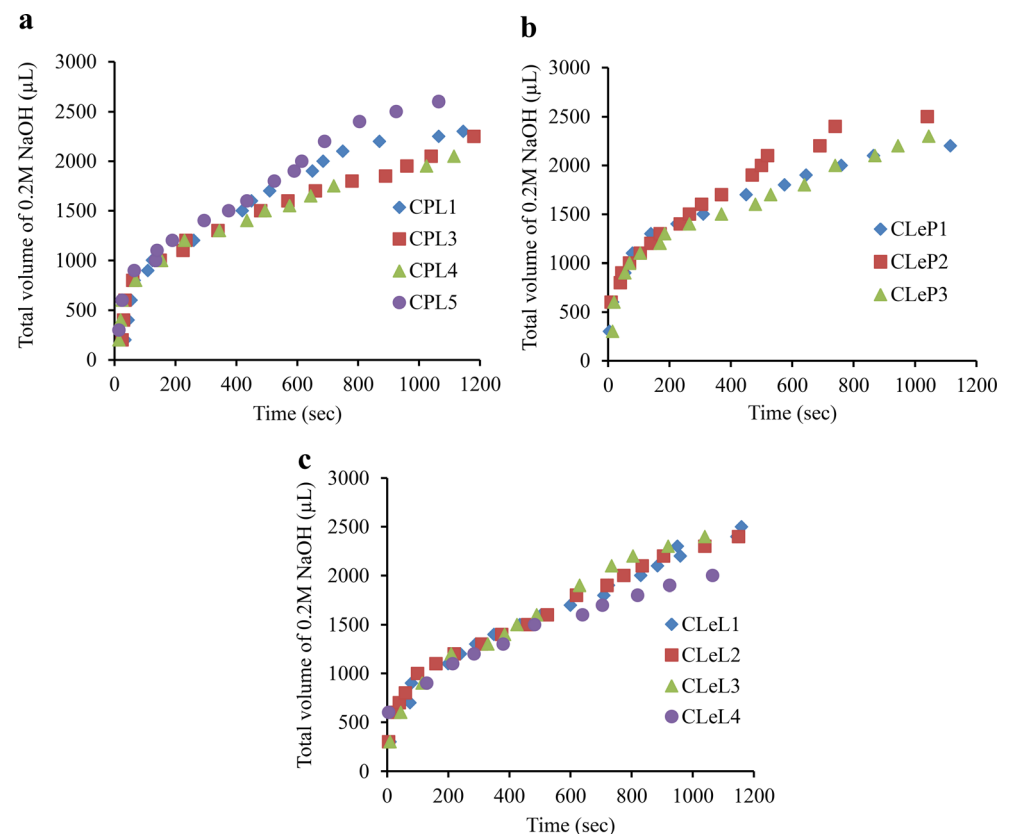 a
Total volume of 0.2M NaOH (µL)
3000
2500
2000
1500
1000
500
0
0 200 400 600 800 1000 1200
Time (sec)
CPL1
CPL3
CPL4
CPL5
b
Total volume of 0.2M NaOH (µL)
3000
2500
2000
1500
1000
500
0
0 200 400 600 800 1000 1200
Time (sec)
CLeP1
CLeP2
CLeP3
c
Total volume of 0.2M NaOH (µL)
3000
2500
2000
1500
1000
500
0
0 200 400 600 800 1000 1200
Time (sec)
CLeL1
CLeL2
CLeL3
CLeL4